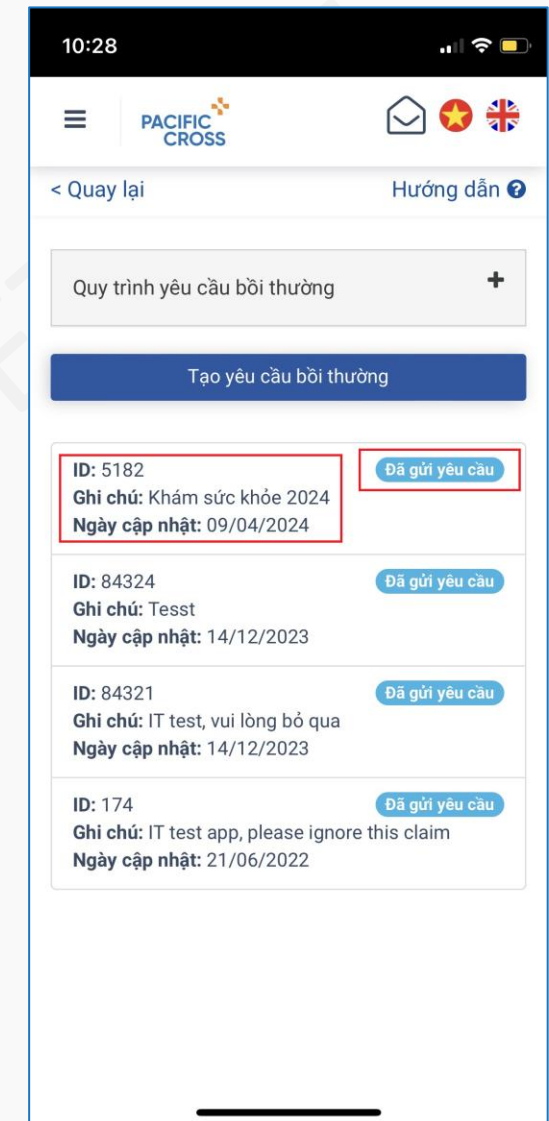 10:28
PACIFIC
CROSS
< Quay lại
Hướng dẫn ?
Quy trình yêu cầu bồi thường +
Tạo yêu cầu bồi thường
ID: 5182
Đã gửi yêu cầu
Ghi chú: Khám sức khỏe 2024
Ngày cập nhật: 09/04/2024
ID: 84324
Đã gửi yêu cầu
Ghi chú: Tesst
Ngày cập nhật: 14/12/2023
ID: 84321
Đã gửi yêu cầu
Ghi chú: IT test, vui lòng bỏ qua
Ngày cập nhật: 14/12/2023
ID: 174
Đã gửi yêu cầu
Ghi chú: IT test app, please ignore this claim
Ngày cập nhật: 21/06/2022